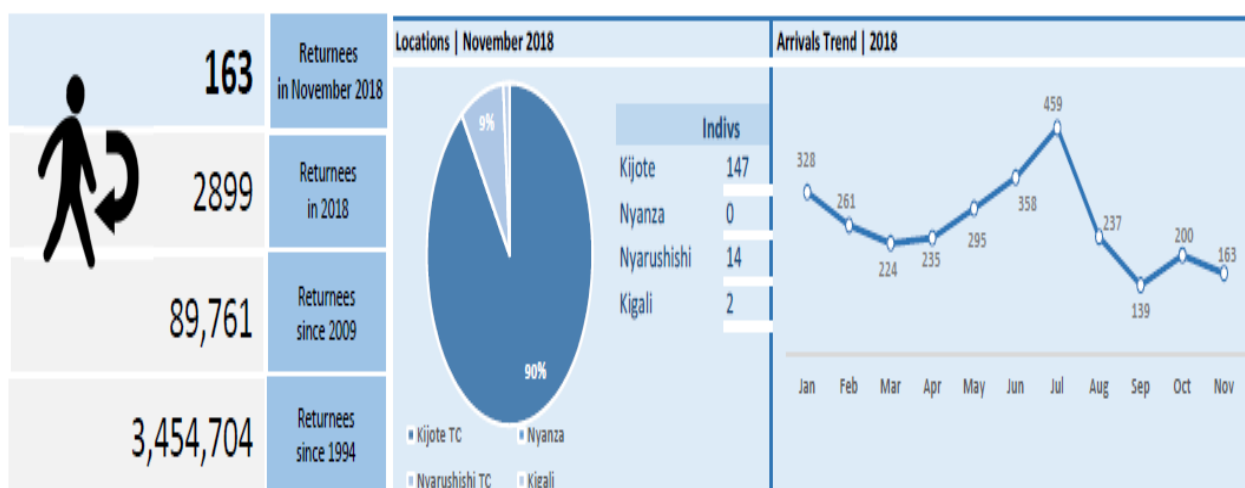 163
Returnees
in November 2018
2899
Returnees
in 2018
89,761
Returnees
since 2009
3,454,704
Returnees
since 1994
Locations | November 2018
9%
90%
Indivs
Kijote 147
Nyanza 0
Nyarushishi 14
Kigali 2
Kijote TC Nyanza
Nyarushishi TC Kigali
Arrivals Trend | 2018
328
261
224
235
295
358
459
237
139
200
163
Jan Feb Mar Apr May Jun Jul Aug Sep Oct Nov